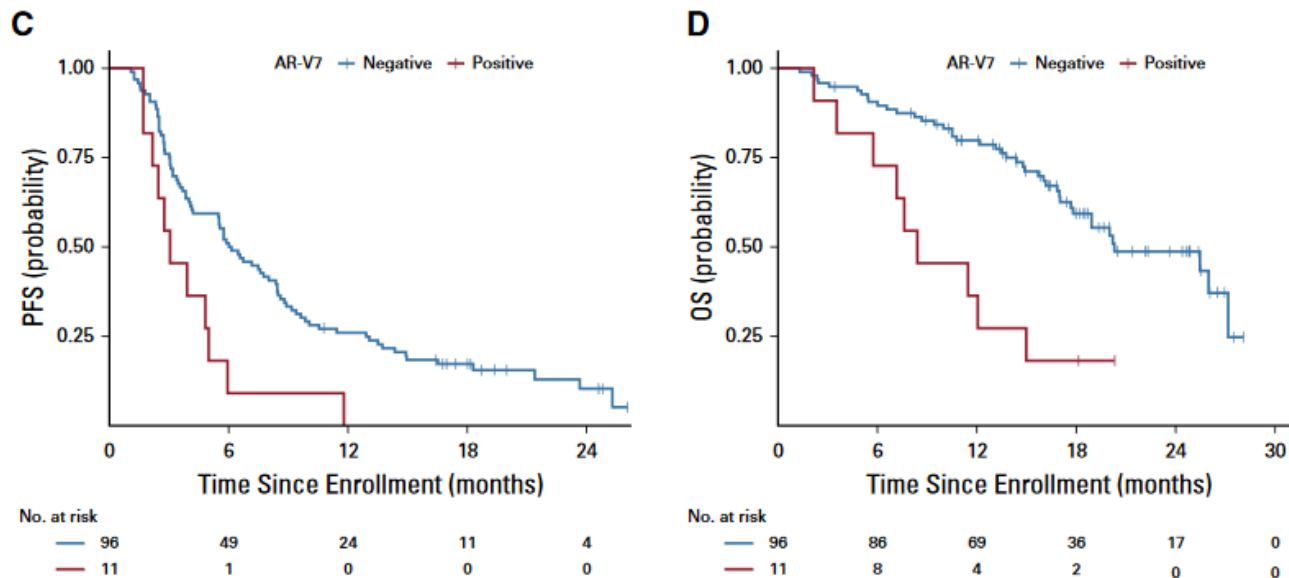 C
AR-V7 Negative Positive
1.00
0.75
0.50
0.25
PFS (probability)
0 6 12 18 24
Time Since Enrollment (months)
No. at risk
96 49 24 11 4
11 1 0 0 0
D
AR-V7 Negative Positive
1.00
0.75
0.50
0.25
OS (probability)
0 6 12 18 24 30
Time Since Enrollment (months)
No. at risk
96 86 69 36 17 0
11 8 4 2 0 0